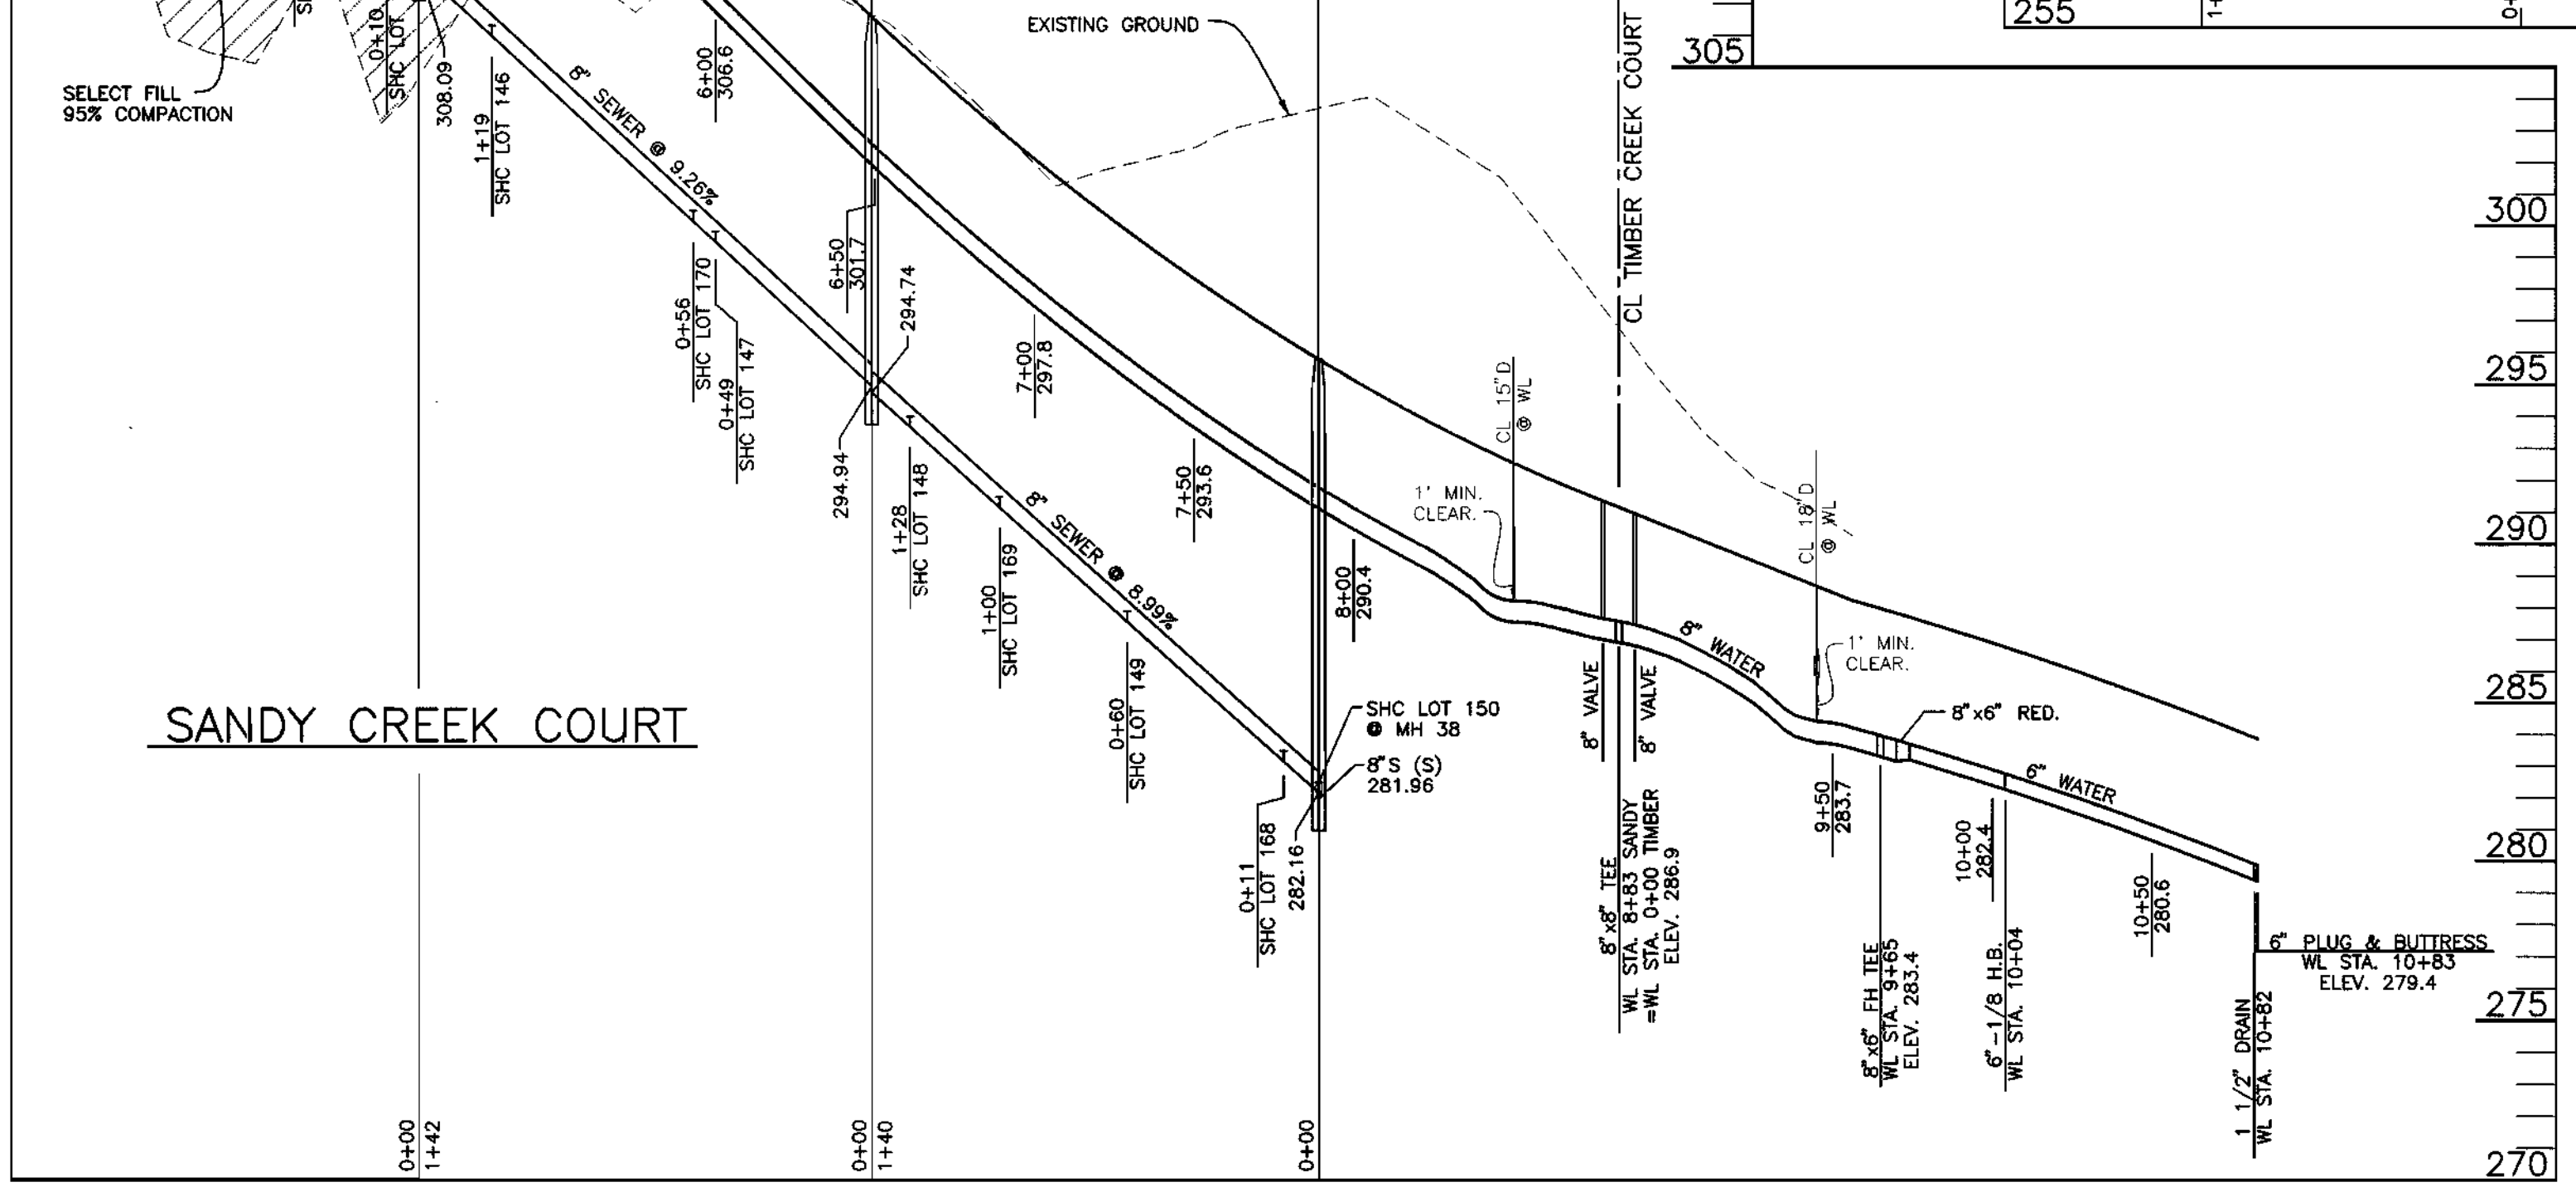 SELECT FILL
95% COMPACTION
0+10
SHC LOT
308.09
1+19
SHC LOT 146
8" SEWER @ 9.26%
6+00
306.6
EXISTING GROUND
CL TIMBER CREEK COURT
305
255
300
295
290
285
280
275
270
0+56
SHC LOT 170
0+49
SHC LOT 147
6+50
301.7
294.74
294.94
7+00
297.8
1+28
SHC LOT 148
8" SEWER @ 8.99%
1+00
SHC LOT 169
0+60
SHC LOT 149
7+50
293.6
8+00
290.4
1' MIN.
CLEAR.
CL 15"D
@ WL
CL 18"D
@ WL
1' MIN.
CLEAR.
8" WATER
8" VALVE
8" VALVE
SANDY CREEK COURT
SHC LOT 150
@ MH 38
8"S (S)
281.96
0+11
SHC LOT 168
282.16
8"x8" TEE
WL STA. 8+83 SANDY
=WL STA. 0+00 TIMBER
ELEV. 286.9
8"x6" RED.
6" WATER
9+50
283.7
10+00
282.4
10+50
280.6
8"x6" FH TEE
WL STA. 9+65
ELEV. 283.4
6"-1/8 H.B.
WL STA. 10+04
1 1/2" DRAIN
WL STA. 10+82
6" PLUG & BUTTRESS
WL STA. 10+83
ELEV. 279.4
0+00
1+42
0+00
1+40
0+00